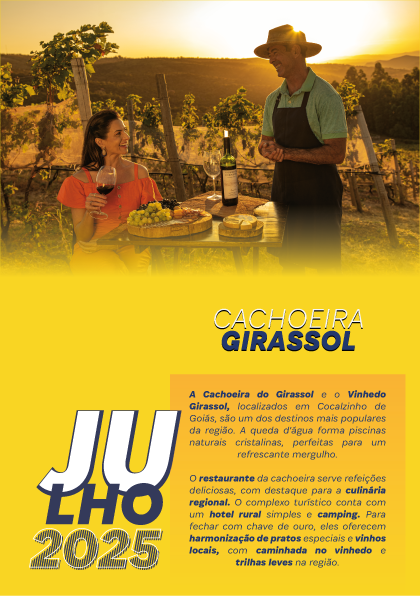 CACHOEIRA
GIRASSOL
A Cachoeira do Girassol e o Vinhedo
Girassol, localizados em Cocalzinho de
Goiás, são um dos destinos mais populares
da região. A queda d'água forma piscinas
naturais cristalinas, perfeitas para um
refrescante mergulho.
O restaurante da cachoeira serve refeições
deliciosas, com destaque para a culinária
regional. O complexo turístico conta com
um hotel rural simples e camping. Para
fechar com chave de ouro, eles oferecem
harmonização de pratos especiais e vinhos
locais, com caminhada no vinhedo e
trilhas leves na região.
JU
LHO
2025